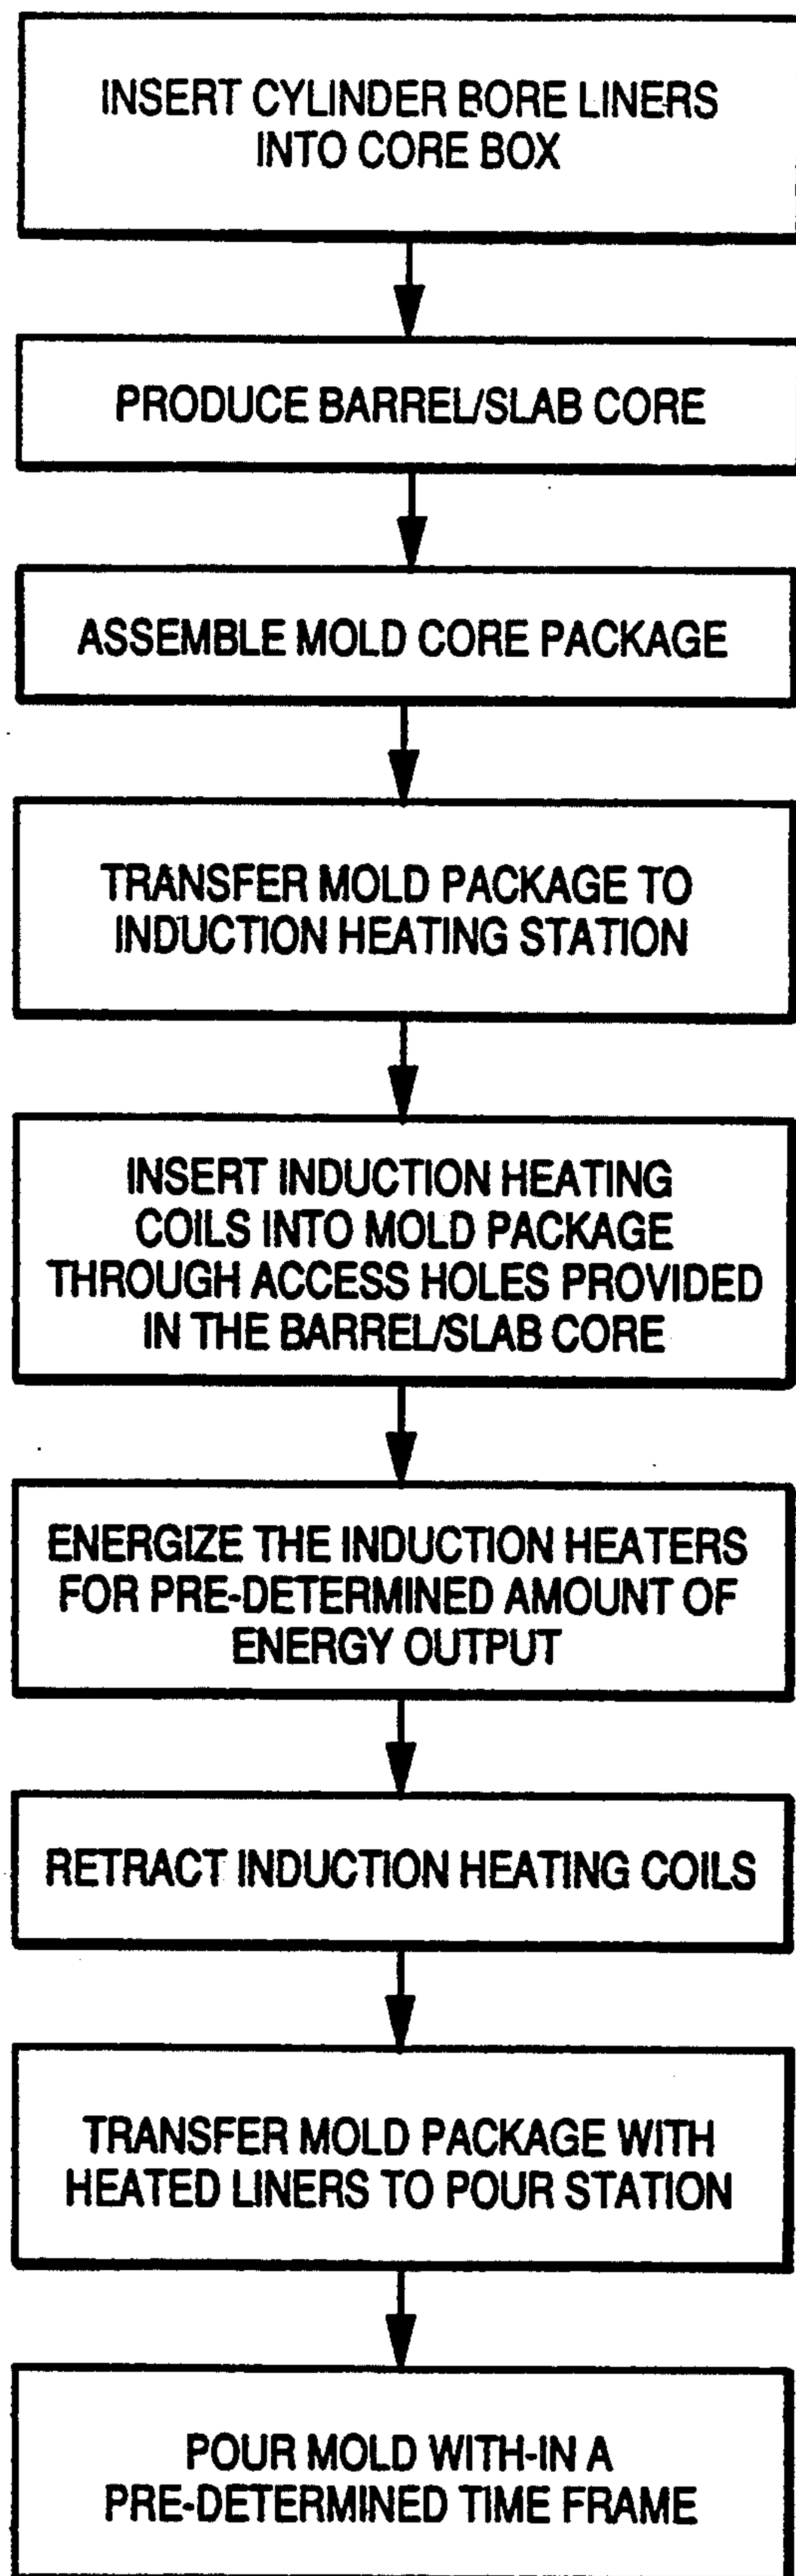 INSERT CYLINDER BORE LINERS
INTO CORE BOX
PRODUCE BARREL/SLAB CORE
ASSEMBLE MOLD CORE PACKAGE
TRANSFER MOLD PACKAGE TO
INDUCTION HEATING STATION
INSERT INDUCTION HEATING
COILS INTO MOLD PACKAGE
THROUGH ACCESS HOLES PROVIDED
IN THE BARREL/SLAB CORE
ENERGIZE THE INDUCTION HEATERS
FOR PRE-DETERMINED AMOUNT OF
ENERGY OUTPUT
RETRACT INDUCTION HEATING COILS
TRANSFER MOLD PACKAGE WITH
HEATED LINERS TO POUR STATION
POUR MOLD WITH-IN A
PRE-DETERMINED TIME FRAME